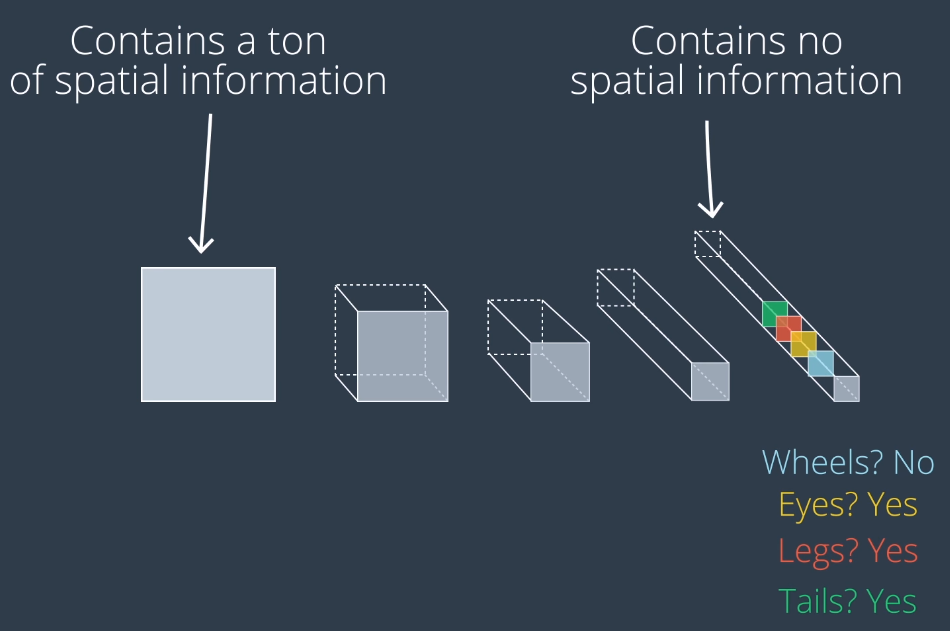 Contains a ton
of spatial information
Contains no
spatial information
Wheels? No
Eyes? Yes
Legs? Yes
Tails? Yes